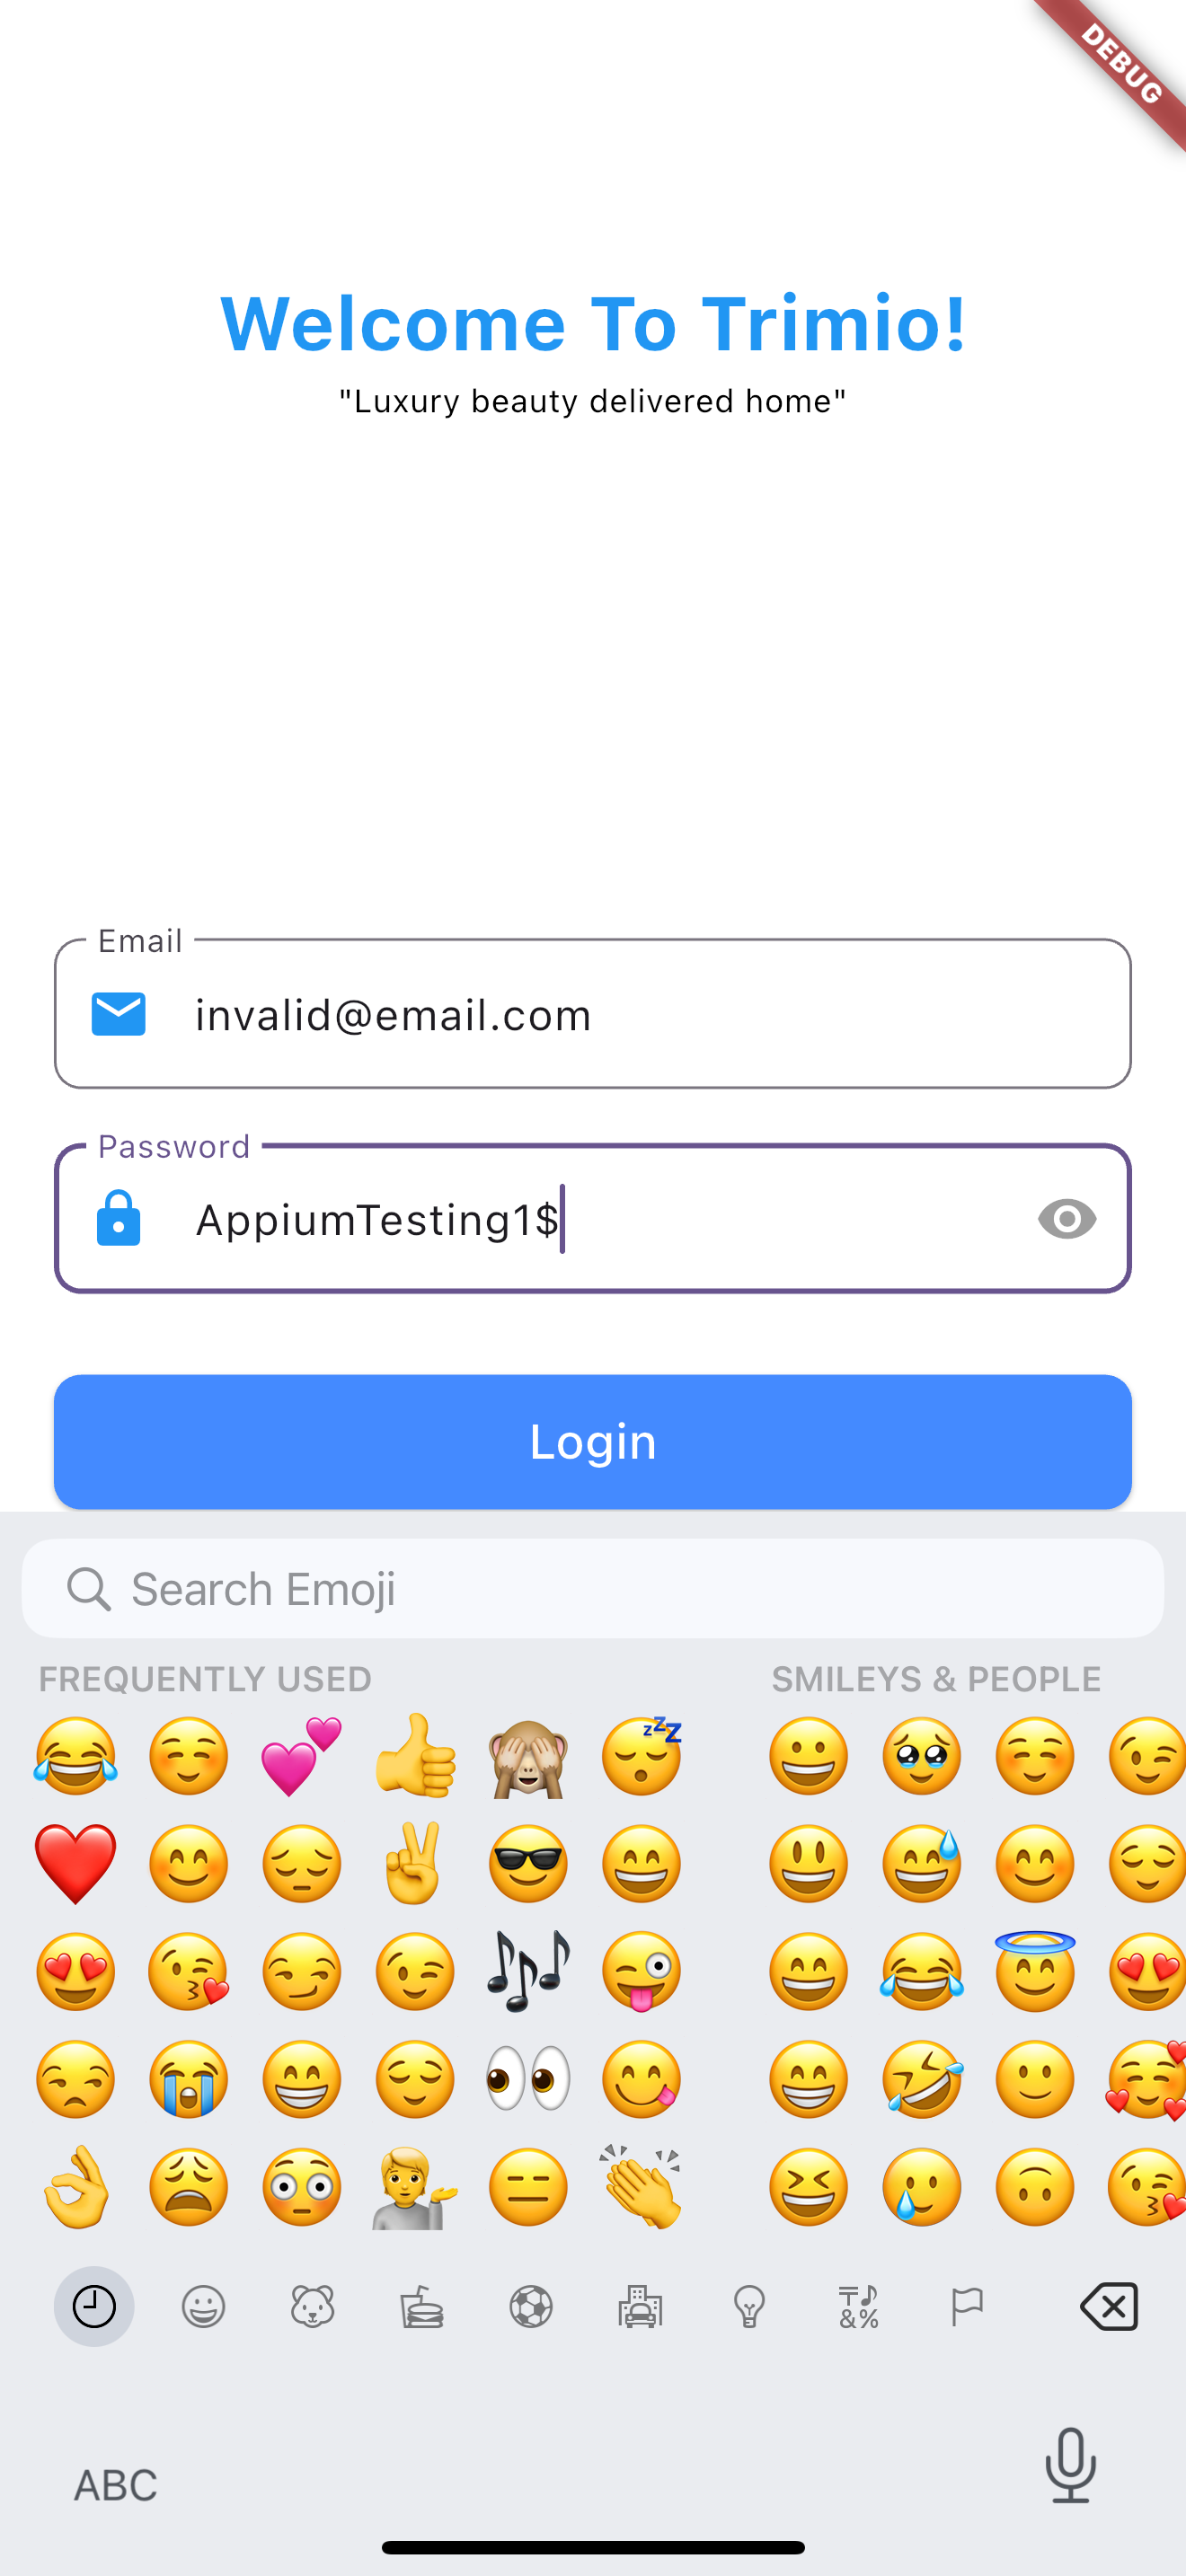 DEBUG
Welcome To Trimio!
"Luxury beauty delivered home"
Email
invalid@email.com
Password
AppiumTesting1$
Login
Search Emoji
FREQUENTLY USED SMILEYS & PEOPLE
ABC